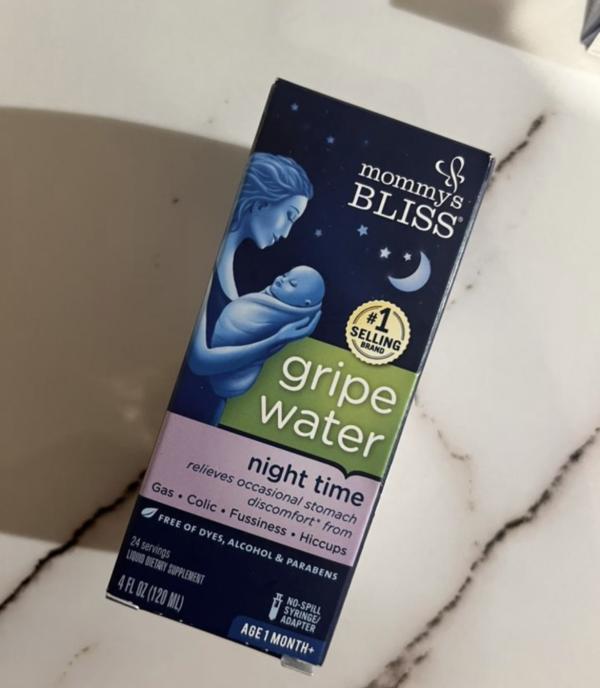 mommy's
BLISS®
#1
SELLING
BRAND
gripe
water
night time
relieves occasional stomach
discomfort* from
Gas • Colic • Fussiness • Hiccups
FREE OF DYES, ALCOHOL & PARABENS
24 servings
LIQUID DIETARY SUPPLEMENT
4 FL OZ (120 ML)
NO-SPILL
SYRINGE/
ADAPTER
AGE 1 MONTH+